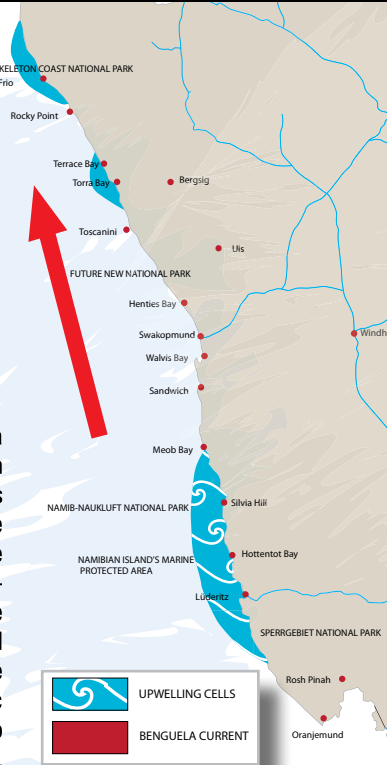 SKELETON COAST NATIONAL PARK
Frio
Rocky Point
Terrace Bay
Torra Bay
Bergsig
Toscanini
Uis
FUTURE NEW NATIONAL PARK
Henties Bay
Swakopmund
Windh
Walvis Bay
Sandwich
Meob Bay
NAMIB-NAUKLUFT NATIONAL PARK
Silvia Hill
Hottentot Bay
NAMIBIAN ISLAND'S MARINE
PROTECTED AREA
Lüderitz
SPERRGEBIET NATIONAL PARK
Rosh Pinah
UPWELLING CELLS
BENGUELA CURRENT
Oranjemund